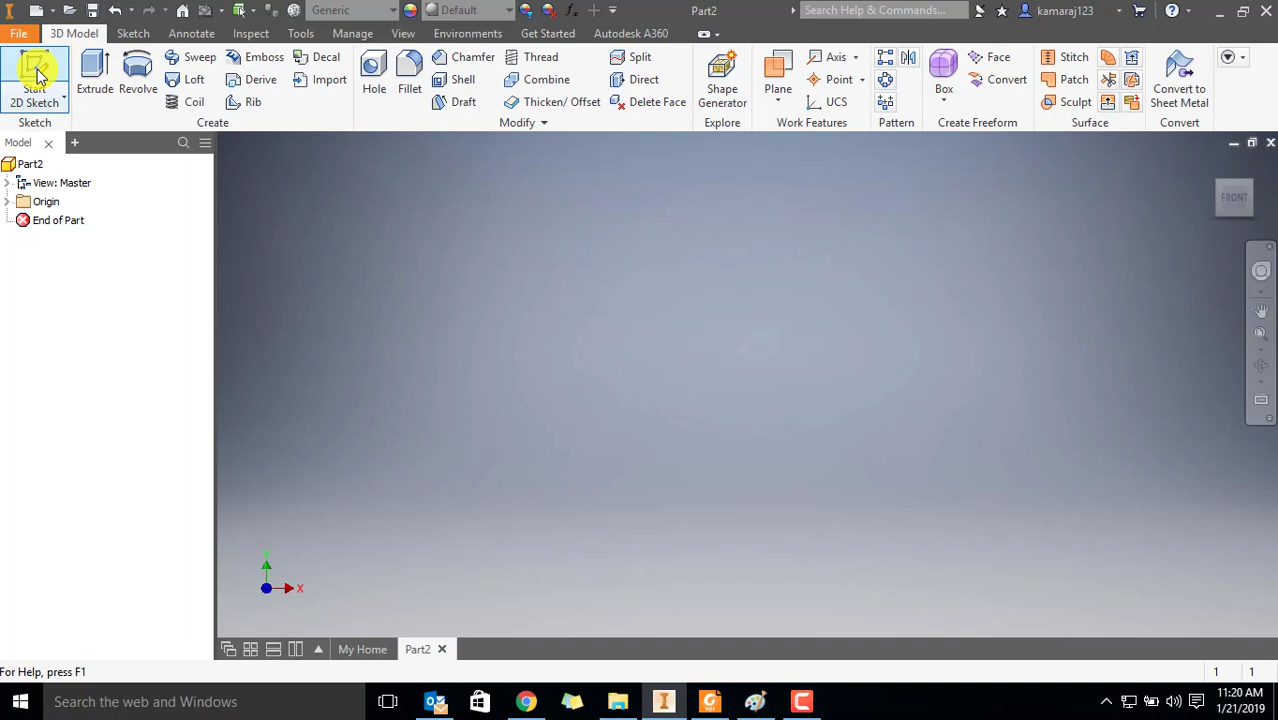 Generic
Default
Part2
Search Help & Commands...
kamaraj123
File
3D Model
Sketch
Annotate
Inspect
Tools
Manage
View
Environments
Get Started
Autodesk A360
Start
2D Sketch
Extrude
Revolve
Sweep
Emboss
Decal
Loft
Derive
Import
Coil
Rib
Hole
Fillet
Chamfer
Thread
Shell
Combine
Draft
Thicken/ Offset
Split
Direct
Delete Face
Shape
Generator
Plane
Axis
Point
UCS
Box
Face
Convert
Stitch
Patch
Sculpt
Convert to
Sheet Metal
Sketch
Create
Modify
Explore
Work Features
Pattern
Create Freeform
Surface
Convert
Model
Part2
View: Master
Origin
End of Part
FRONT
Y
X
My Home
Part2
For Help, press F1
1
1
Search the web and Windows
11:20 AM
1/21/2019